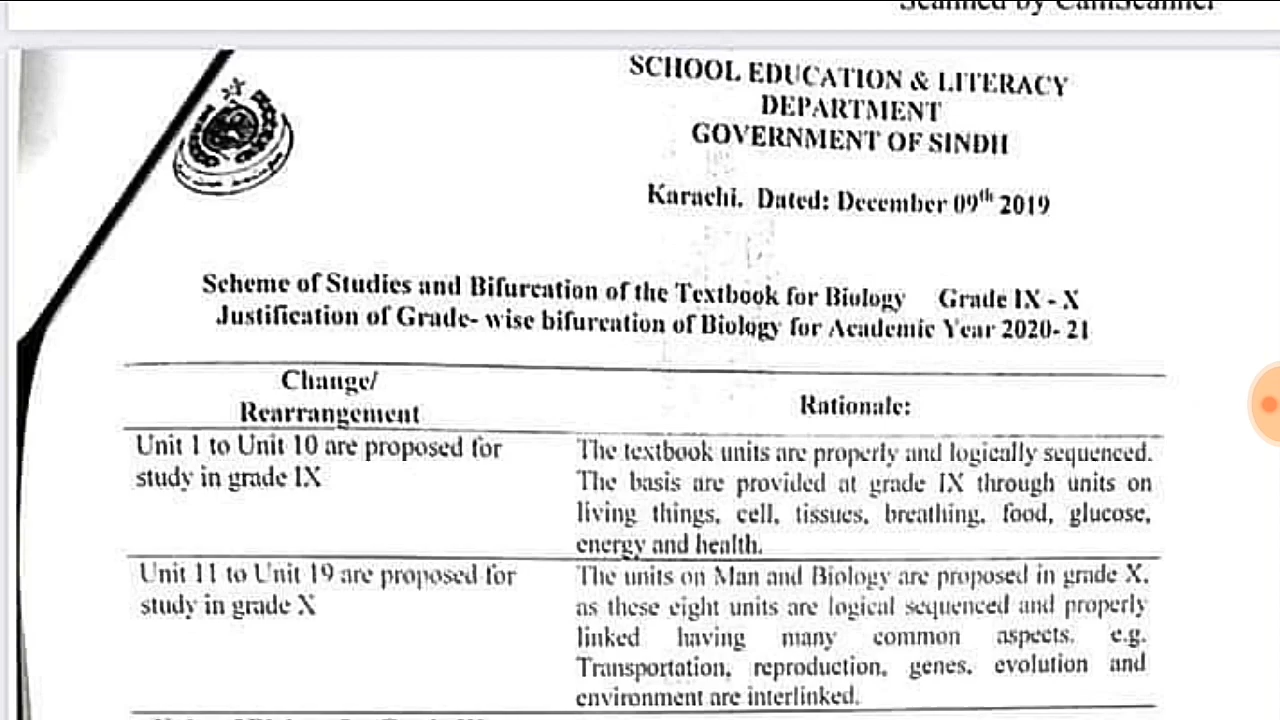 Scanned by CamScanner
SCHOOL EDUCATION & LITERACY
DEPARTMENT
GOVERNMENT OF SINDH
Karachi. Dated: December 09th 2019
Scheme of Studies and Bifurcation of the Textbook for Biology Grade IX - X
Justification of Grade- wise bifurcation of Biology for Academic Year 2020- 21
Change/
Rearrangement
Rationale:
Unit 1 to Unit 10 are proposed for
study in grade IX
The textbook units are properly and logically sequenced.
The basis are provided at grade IX through units on
living things, cell, tissues, breathing, food, glucose,
energy and health.
Unit 11 to Unit 19 are proposed for
study in grade X
The units on Man and Biology are proposed in grade X,
as these eight units are logical sequenced and properly
linked having many common aspects. e.g.
Transportation, reproduction, genes, evolution and
environment are interlinked.